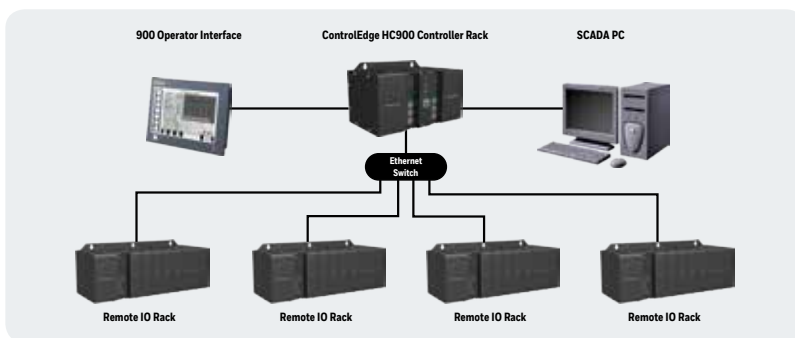 900 Operator Interface
ControlEdge HC900 Controller Rack
SCADA PC
Ethernet
Switch
Remote IO Rack
Remote IO Rack
Remote IO Rack
Remote IO Rack